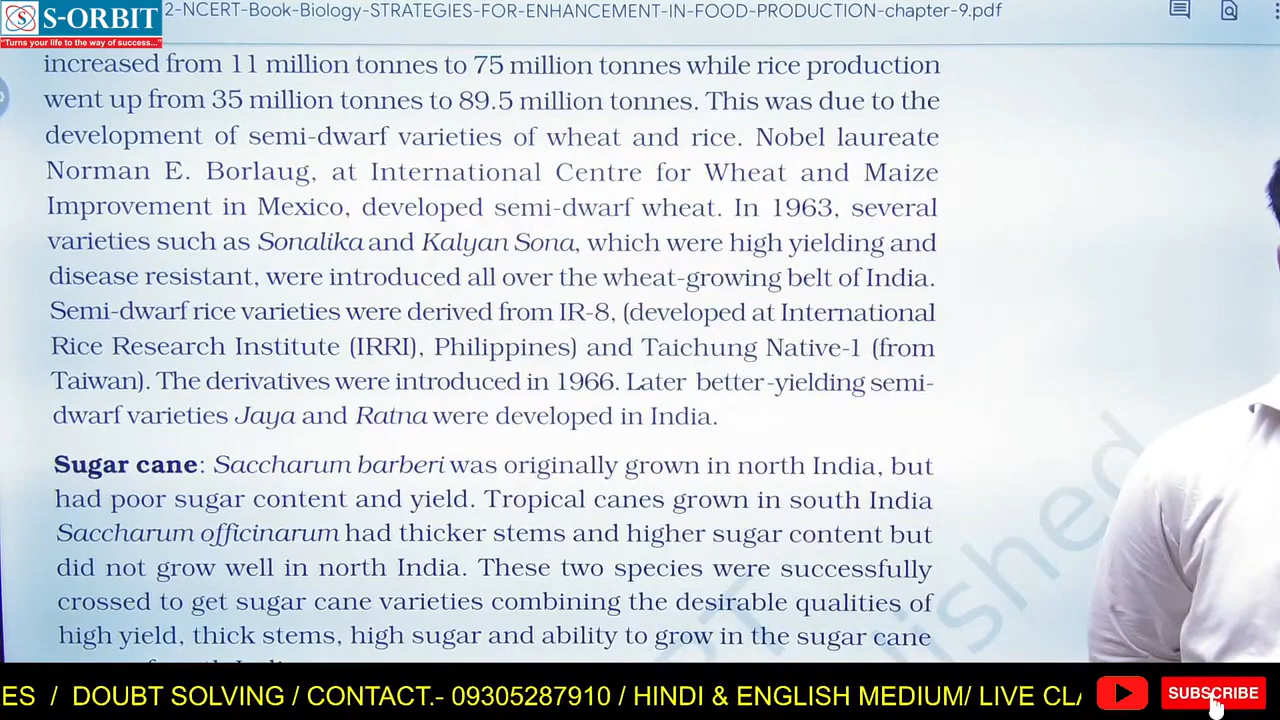 S-ORBIT
"Turns your life to the way of success..."
2-NCERT-Book-Biology-STRATEGIES-FOR-ENHANCEMENT-IN-FOOD-PRODUCTION-chapter-9.pdf
increased from 11 million tonnes to 75 million tonnes while rice production
went up from 35 million tonnes to 89.5 million tonnes. This was due to the
development of semi-dwarf varieties of wheat and rice. Nobel laureate
Norman E. Borlaug, at International Centre for Wheat and Maize
Improvement in Mexico, developed semi-dwarf wheat. In 1963, several
varieties such as Sonalika and Kalyan Sona, which were high yielding and
disease resistant, were introduced all over the wheat-growing belt of India.
Semi-dwarf rice varieties were derived from IR-8, (developed at International
Rice Research Institute (IRRI), Philippines) and Taichung Native-1 (from
Taiwan). The derivatives were introduced in 1966. Later better-yielding semi-
dwarf varieties Jaya and Ratna were developed in India.
Sugar cane: Saccharum barberi was originally grown in north India, but
had poor sugar content and yield. Tropical canes grown in south India
Saccharum officinarum had thicker stems and higher sugar content but
did not grow well in north India. These two species were successfully
crossed to get sugar cane varieties combining the desirable qualities of
high yield, thick stems, high sugar and ability to grow in the sugar cane
ES / DOUBT SOLVING / CONTACT.- 09305287910 / HINDI & ENGLISH MEDIUM/ LIVE CLA
SUBSCRIBE